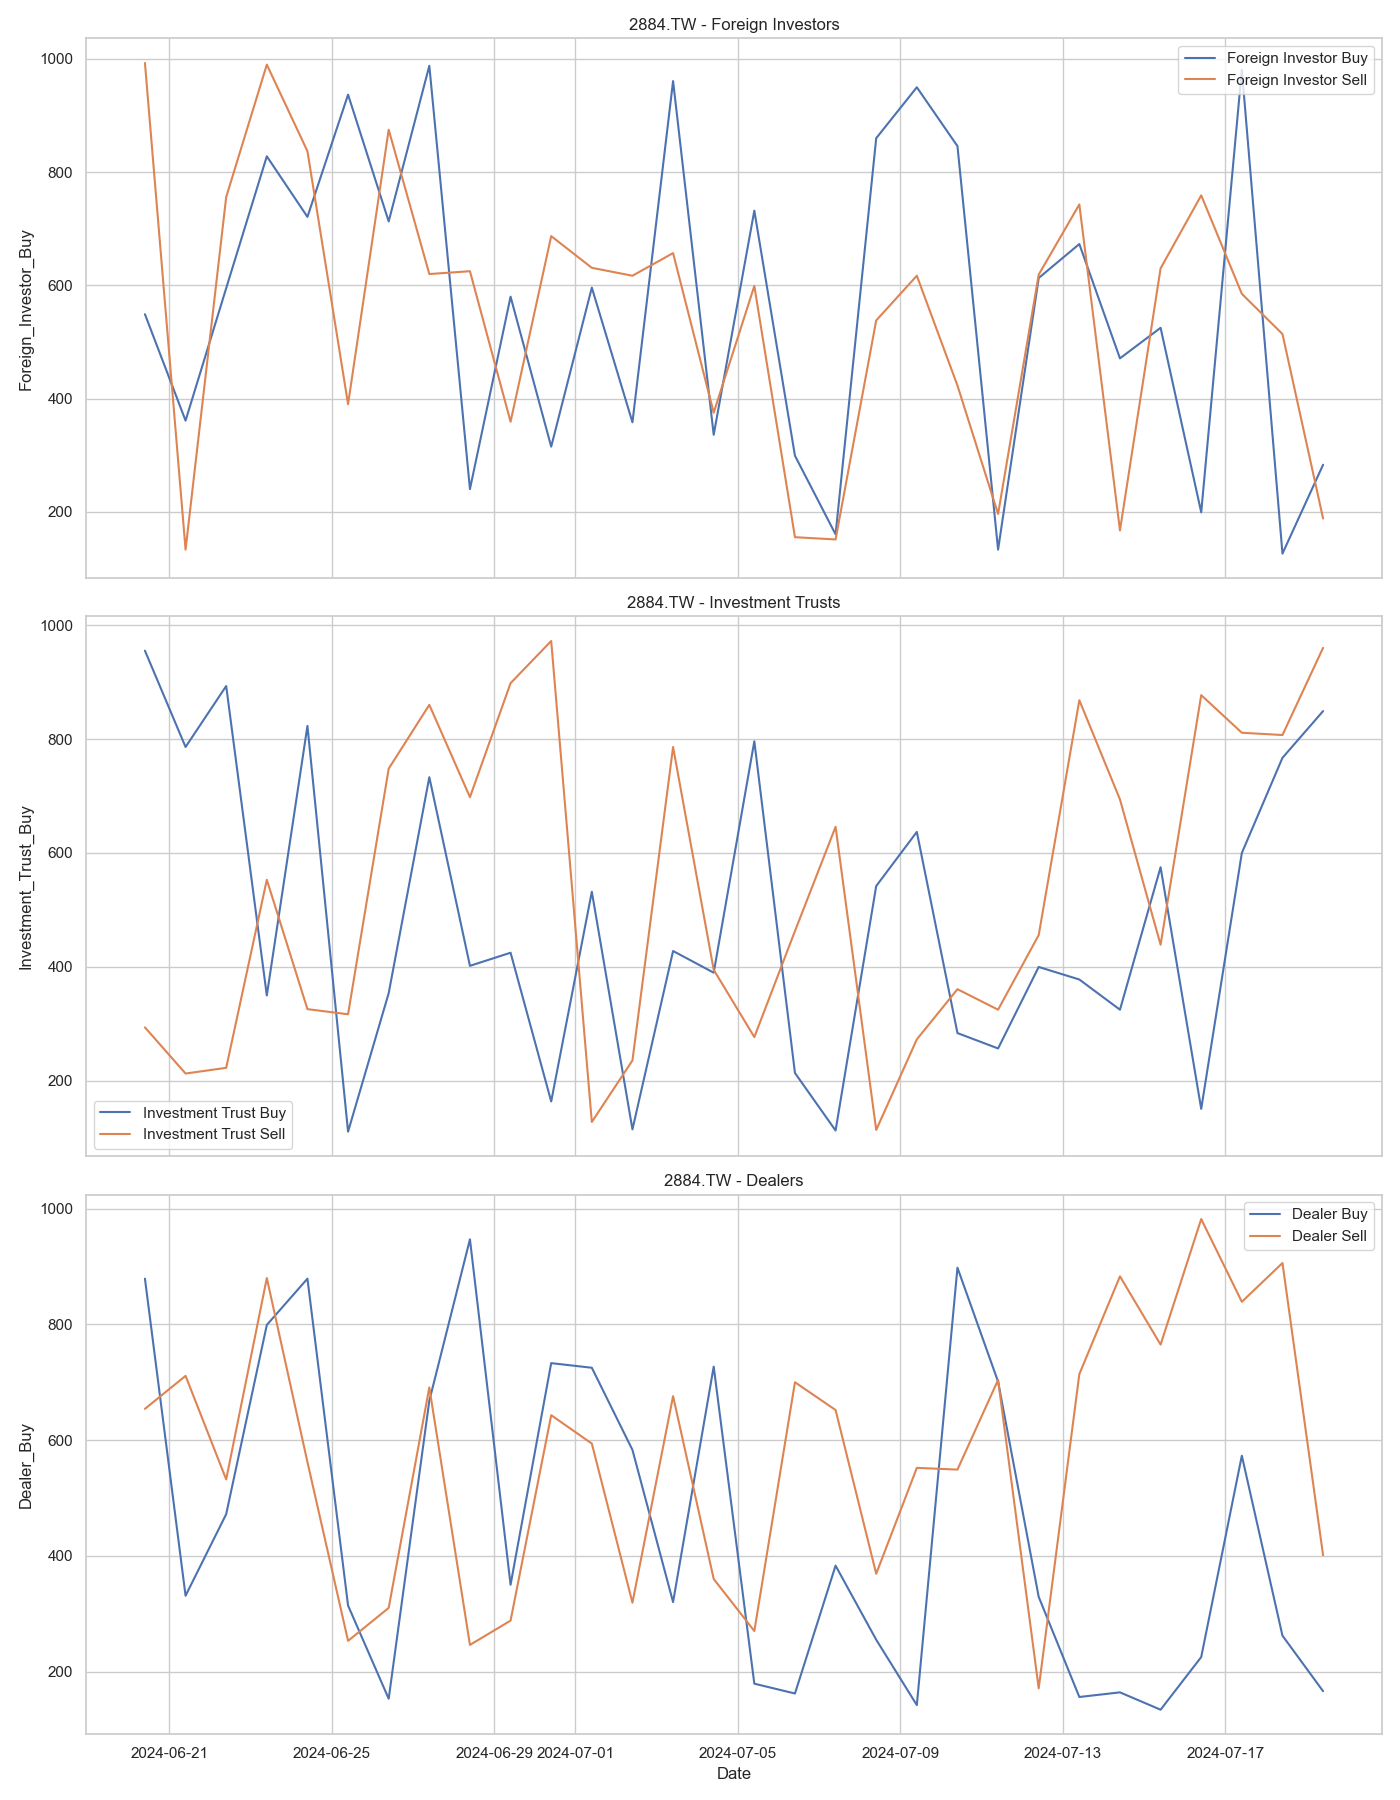 2884.TW - Foreign Investors
Foreign Investor Buy
Foreign Investor Sell
Foreign_Investor_Buy
1000
800
600
400
200
2884.TW - Investment Trusts
Investment_Trust_Buy
1000
800
600
400
200
Investment Trust Buy
Investment Trust Sell
2884.TW - Dealers
Dealer Buy
Dealer Sell
Dealer_Buy
1000
800
600
400
200
2024-06-21 2024-06-25 2024-06-29 2024-07-01 2024-07-05 2024-07-09 2024-07-13 2024-07-17
Date